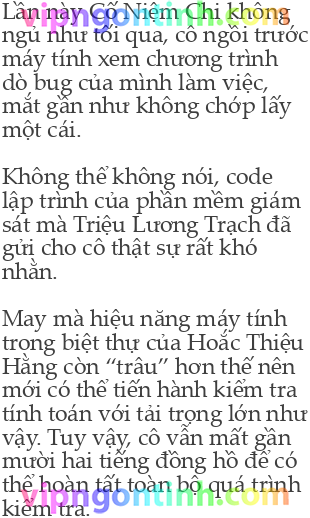 Lần này Cố Niệm Chi không
ngủ như tối qua, cô ngồi trước
máy tính xem chương trình
dò bug của mình làm việc,
mắt gần như không chớp lấy
một cái.
Không thể không nói, code
lập trình của phần mềm giám
sát mà Triệu Lương Trạch đã
gửi cho cô thật sự rất khó
nhằn.
May mà hiệu năng máy tính
trong biệt thự của Hoắc Thiệu
Hằng còn “trâu” hơn thế nên
mới có thể tiến hành kiểm tra
tính toán với tải trọng lớn như
vậy. Tuy vậy, cô vẫn mất gần
mười hai tiếng đồng hồ để có
thể hoàn tất toàn bộ quá trình
kiểm tra.
vipngontinh.com
vipngontinh.com